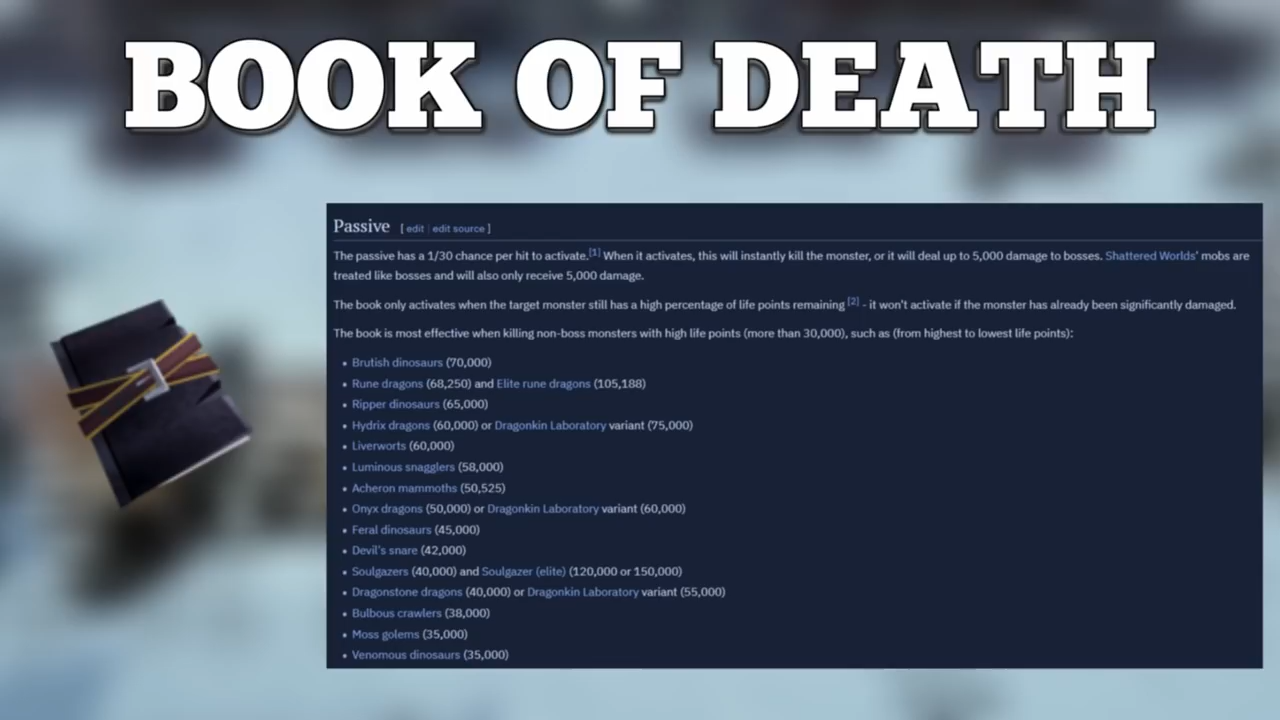 BOOK OF DEATH
Passive [ edit | edit source ]
The passive has a 1/30 chance per hit to activate.[1] When it activates, this will instantly kill the monster, or it will deal up to 5,000 damage to bosses. Shattered Worlds' mobs are
treated like bosses and will also only receive 5,000 damage.
The book only activates when the target monster still has a high percentage of life points remaining [2] - it won't activate if the monster has already been significantly damaged.
The book is most effective when killing non-boss monsters with high life points (more than 30,000), such as (from highest to lowest life points):
• Brutish dinosaurs (70,000)
• Rune dragons (68,250) and Elite rune dragons (105,188)
• Ripper dinosaurs (65,000)
• Hydrix dragons (60,000) or Dragonkin Laboratory variant (75,000)
• Liverworts (60,000)
• Luminous snagglers (58,000)
• Acheron mammoths (50,525)
• Onyx dragons (50,000) or Dragonkin Laboratory variant (60,000)
• Feral dinosaurs (45,000)
• Devil's snare (42,000)
• Soulgazers (40,000) and Soulgazer (elite) (120,000 or 150,000)
• Dragonstone dragons (40,000) or Dragonkin Laboratory variant (55,000)
• Bulbous crawlers (38,000)
• Moss golems (35,000)
• Venomous dinosaurs (35,000)